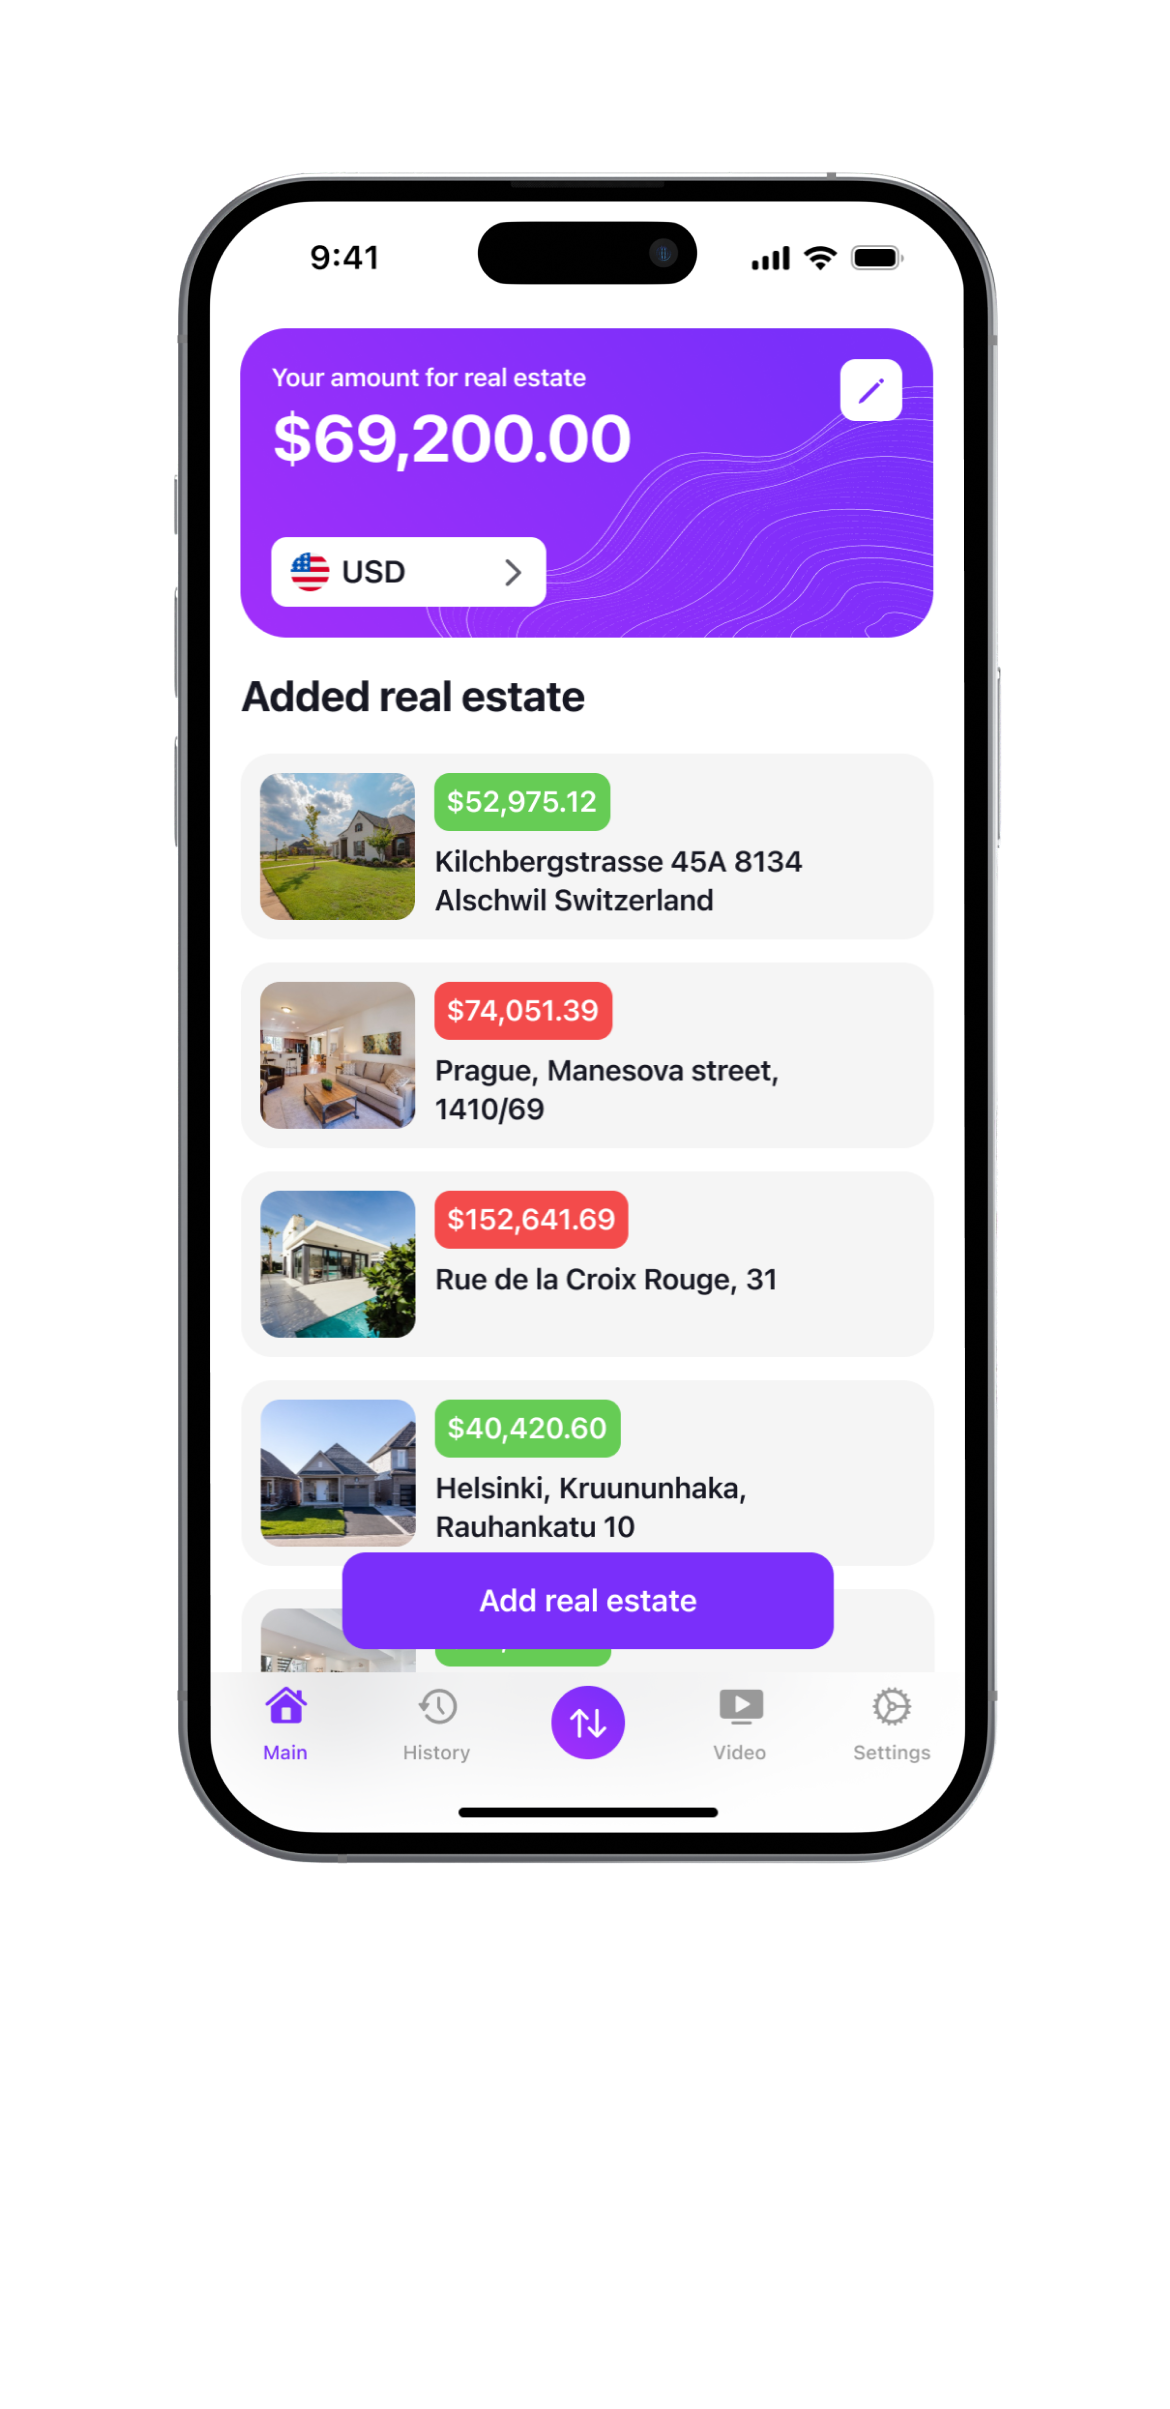 9:41
Your amount for real estate
$69,200.00
USD
Added real estate
$52,975.12
Kilchbergstrasse 45A 8134
Alschwil Switzerland
$74,051.39
Prague, Manesova street,
1410/69
$152,641.69
Rue de la Croix Rouge, 31
$40,420.60
Helsinki, Kruununhaka,
Rauhankatu 10
Add real estate
Main
History
Video
Settings